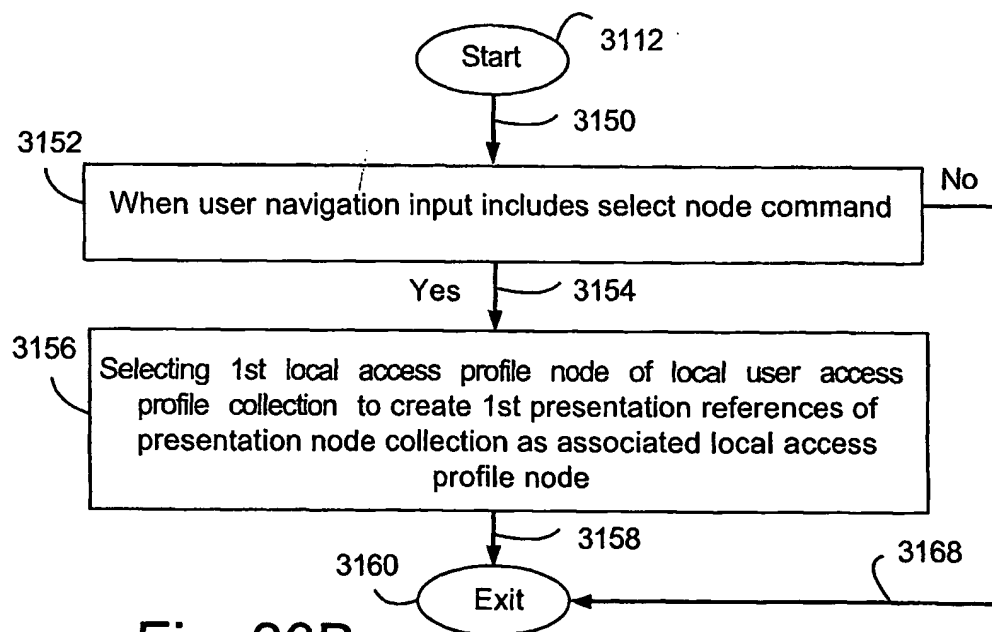 Start
3112
3150
3152
No
When user navigation input includes select node command
Yes
3154
3156
Selecting 1st local access profile node of local user access
profile collection to create 1st presentation references of
presentation node collection as associated local access
profile node
3158
3160
3168
Exit